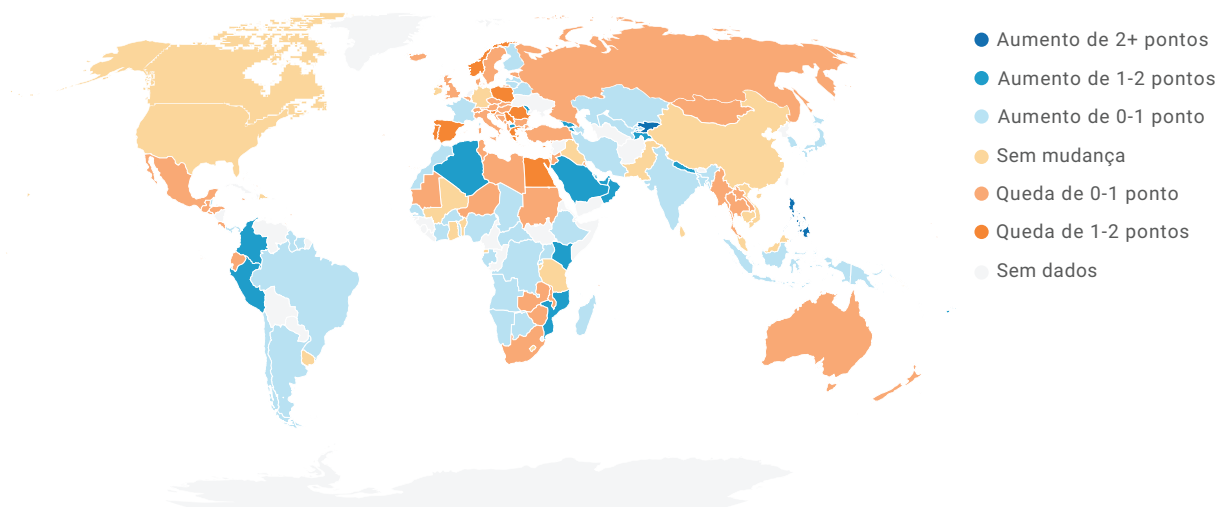 Aumento de 2+ pontos
Aumento de 1-2 pontos
Aumento de 0-1 ponto
Sem mudança
Queda de 0-1 ponto
Queda de 1-2 pontos
Sem dados